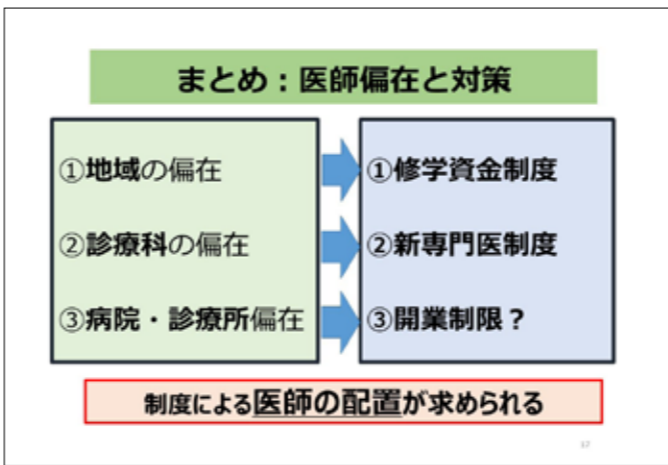 まとめ：医師偏在と対策
①地域の偏在
②診療科の偏在
③病院・診療所偏在
①修学資金制度
②新専門医制度
③開業制限？
制度による医師の配置が求められる